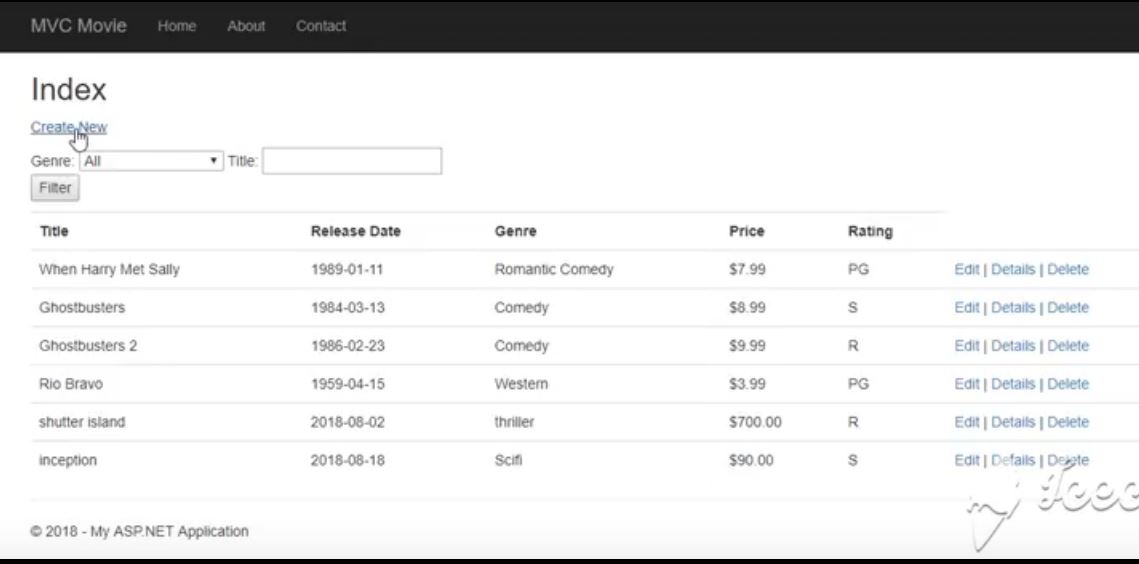 MVC Movie Home About Contact
Index
Create New
Genre: All Title:
Filter
Title Release Date Genre Price Rating
When Harry Met Sally 1989-01-11 Romantic Comedy $7.99 PG Edit | Details | Delete
Ghostbusters 1984-03-13 Comedy $8.99 S Edit | Details | Delete
Ghostbusters 2 1986-02-23 Comedy $9.99 R Edit | Details | Delete
Rio Bravo 1959-04-15 Western $3.99 PG Edit | Details | Delete
shutter island 2018-08-02 thriller $700.00 R Edit | Details | Delete
inception 2018-08-18 Scifi $90.00 S Edit | Details | Delete
© 2018 - My ASP.NET Application